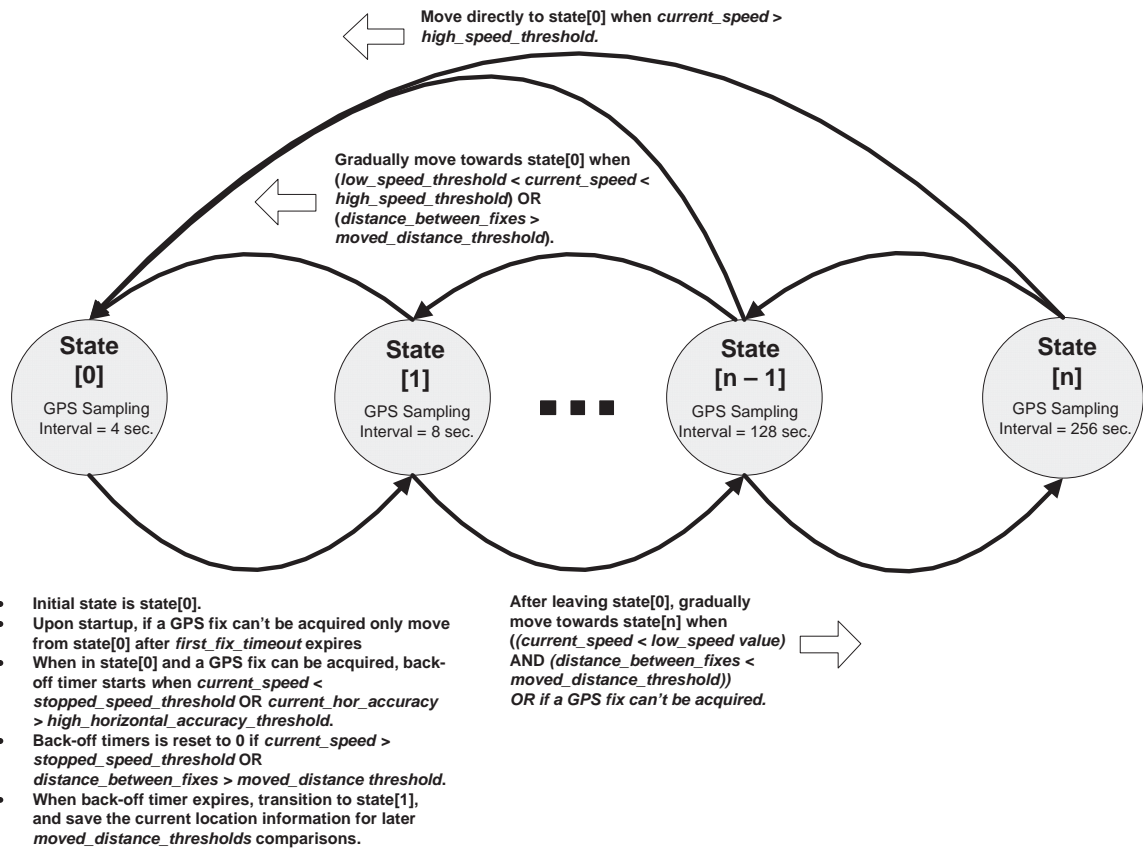 Move directly to state[0] when current_speed >
high_speed_threshold.
Gradually move towards state[0] when
(low_speed_threshold < current_speed <
high_speed_threshold) OR
(distance_between_fixes >
moved_distance_threshold).
State
[0]
GPS Sampling
Interval = 4 sec.
State
[1]
GPS Sampling
Interval = 8 sec.
State
[n – 1]
GPS Sampling
Interval = 128 sec.
State
[n]
GPS Sampling
Interval = 256 sec.
• Initial state is state[0].
• Upon startup, if a GPS fix can't be acquired only move
from state[0] after first_fix_timeout expires
• When in state[0] and a GPS fix can be acquired, back-
off timer starts when current_speed <
stopped_speed_threshold OR current_hor_accuracy
> high_horizontal_accuracy_threshold.
• Back-off timers is reset to 0 if current_speed >
stopped_speed_threshold OR
distance_between_fixes > moved_distance threshold.
• When back-off timer expires, transition to state[1],
and save the current location information for later
moved_distance_thresholds comparisons.
After leaving state[0], gradually
move towards state[n] when
((current_speed < low_speed value)
AND (distance_between_fixes <
moved_distance_threshold))
OR if a GPS fix can't be acquired.